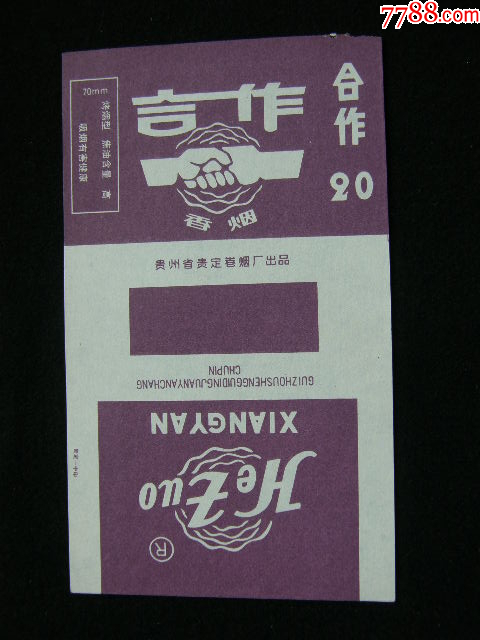 7788.com
70mm 烤烟型 焦油含量 高
吸烟有害健康
合作
香烟
合作
20
贵州省贵定卷烟厂出品
GUIZHOUSHENGGUIDINGJUANYANCHANG
CHUPIN
XIANGYAN
HeZuo
®